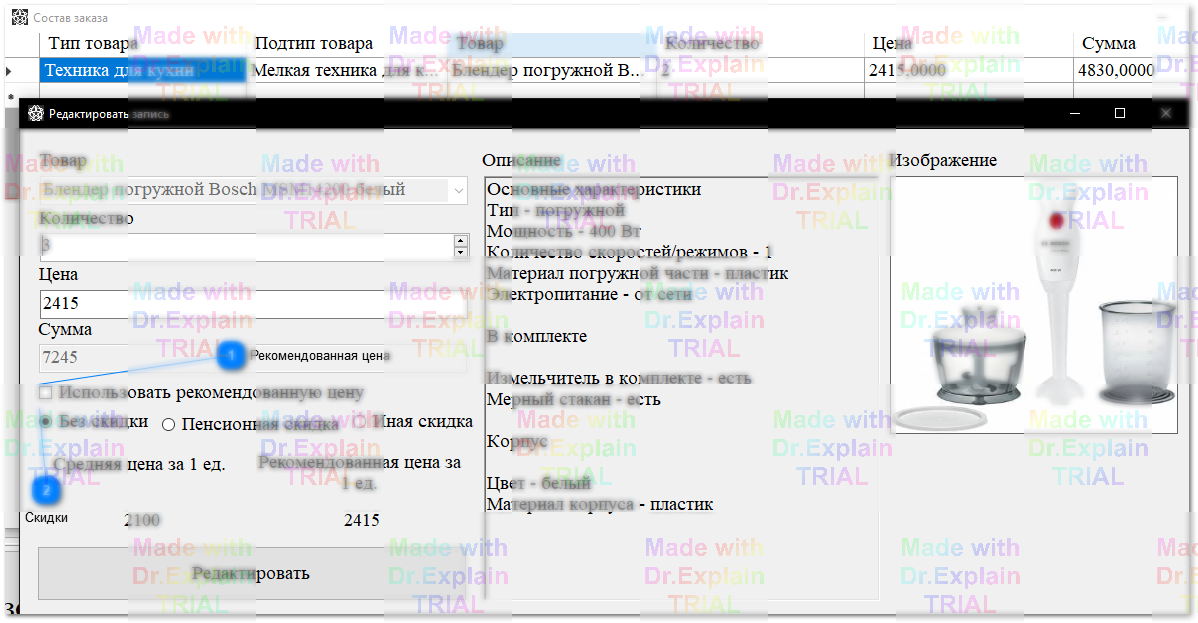 Состав заказа
Тип товара Подтип товара Товар Количество Цена Сумма
Техника для кухни Мелкая техника для к... Блендер погружной B... 2 2415,0000 4830,0000
Редактировать запись
Товар
Блендер погружной Bosch MSM14200 белый
Количество
3
Цена
2415
Сумма
7245
1 Рекомендованная цена
Использовать рекомендованную цену
Без скидки Пенсионная скидка Иная скидка
Средняя цена за 1 ед. Рекомендованная цена за
1 ед.
2
Скидки
2100 2415
Редактировать
Описание
Основные характеристики
Тип - погружной
Мощность - 400 Вт
Количество скоростей/режимов - 1
Материал погружной части - пластик
Электропитание - от сети
В комплекте
Измельчитель в комплекте - есть
Мерный стакан - есть
Корпус
Цвет - белый
Материал корпуса - пластик
Изображение
Made with
Dr.Explain
TRIAL